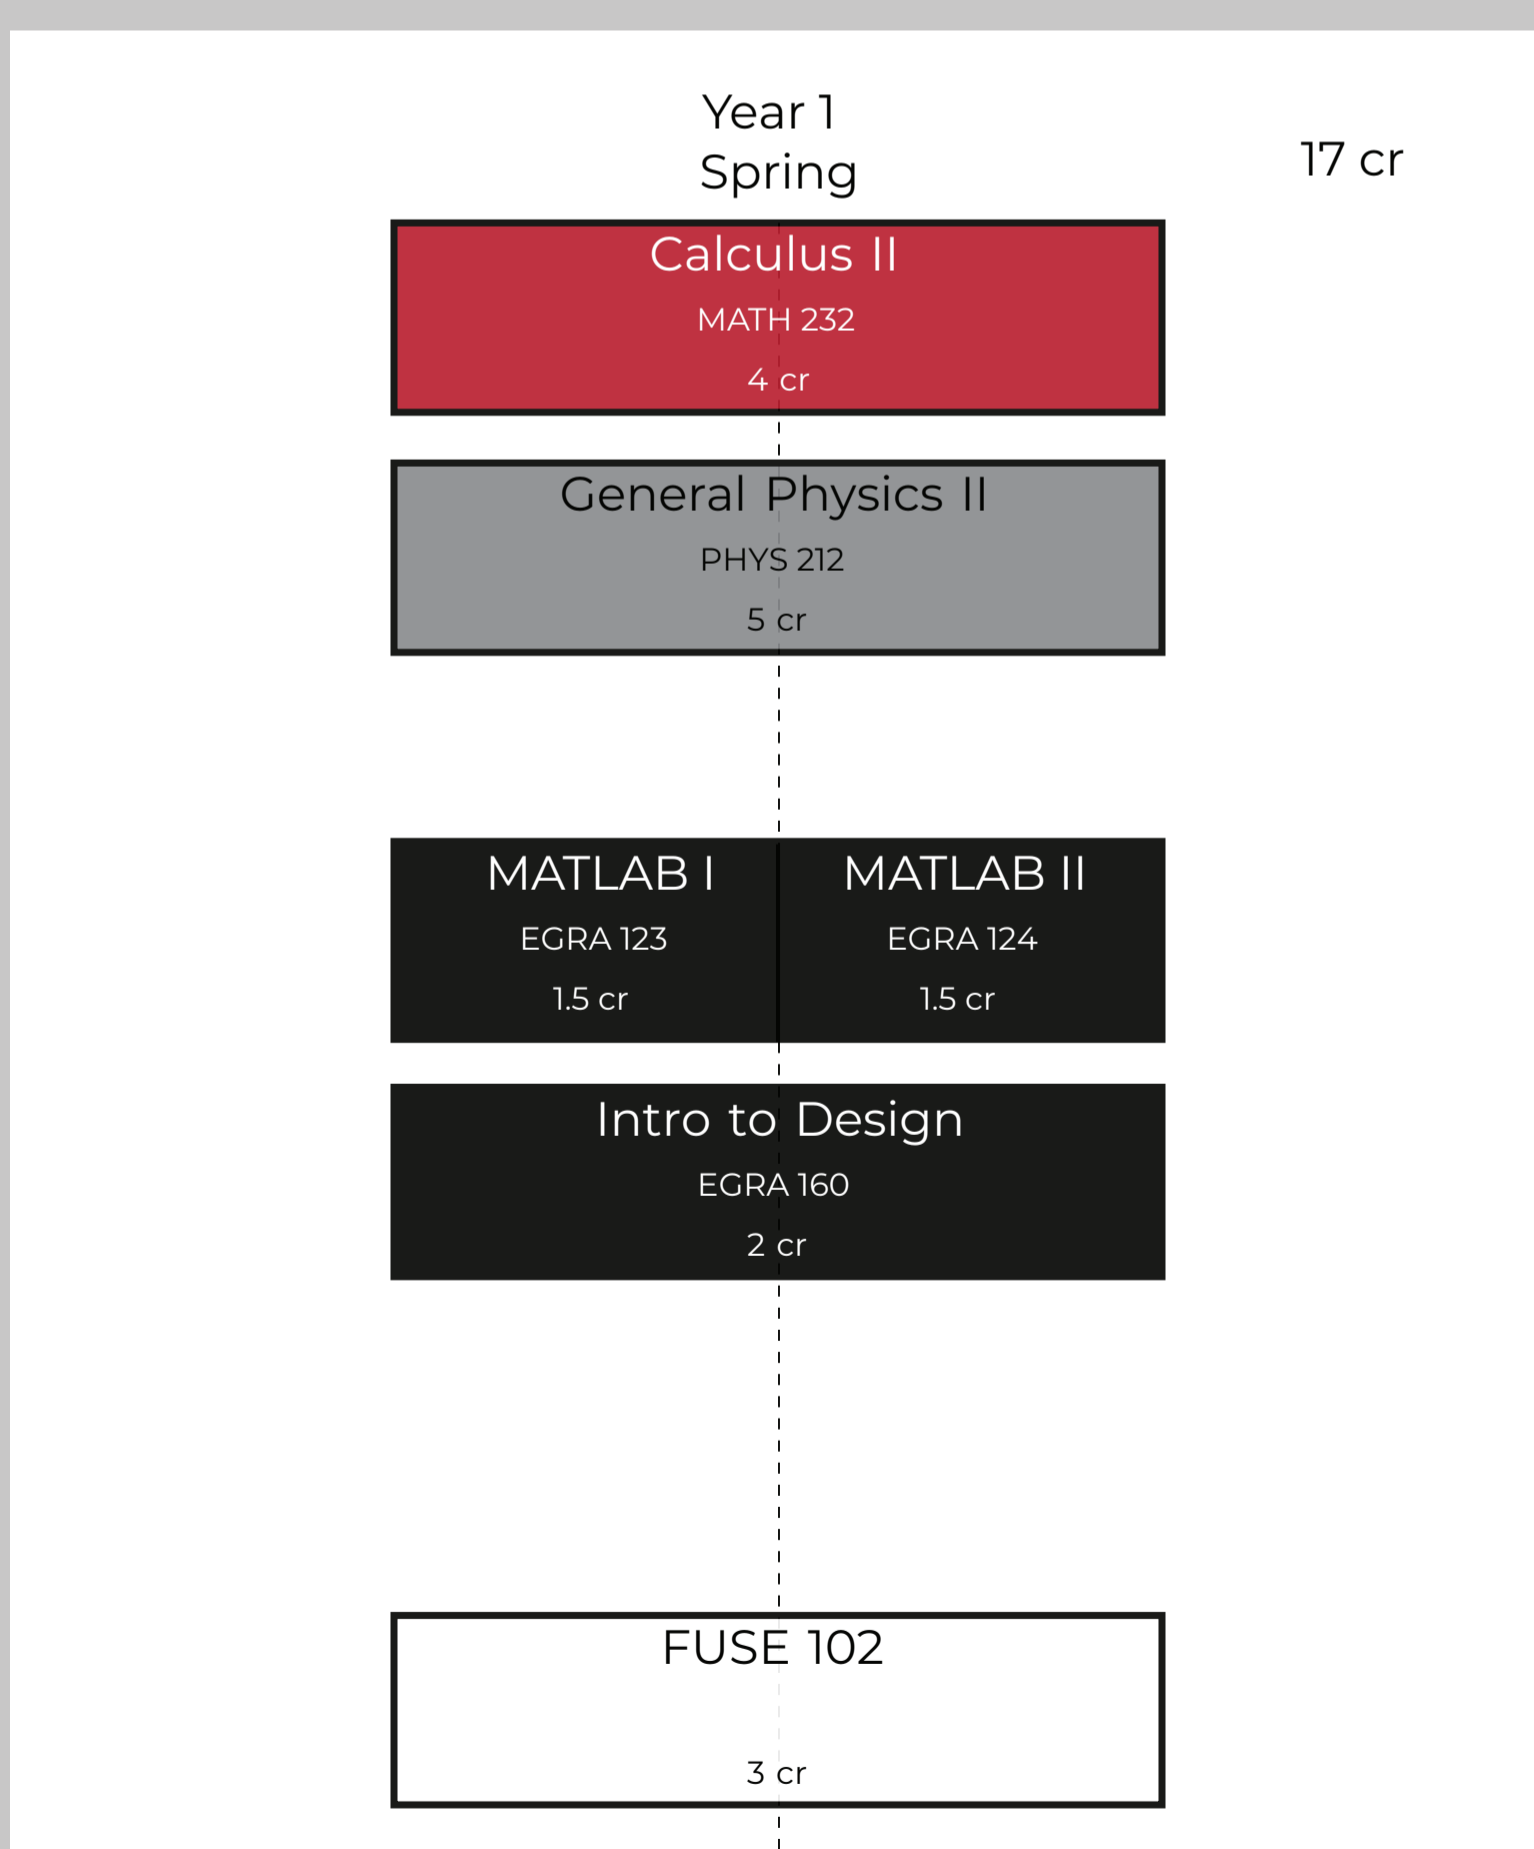 Year 1
Spring
17 cr
Calculus II
MATH 232
4 cr
General Physics II
PHYS 212
5 cr
MATLAB I
EGRA 123
1.5 cr
MATLAB II
EGRA 124
1.5 cr
Intro to Design
EGRA 160
2 cr
FUSE 102
3 cr